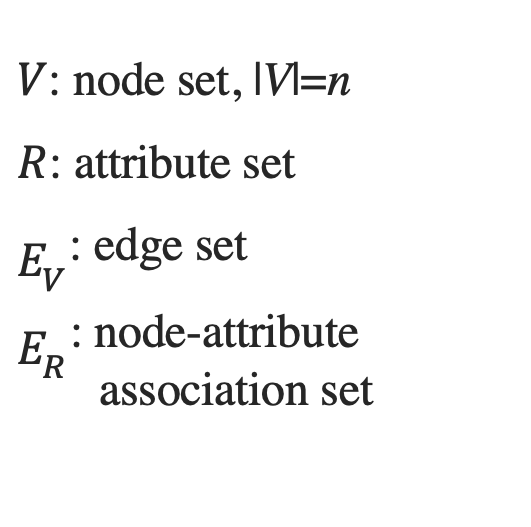 V: node set, |V|=n
R: attribute set
E_V: edge set
E_R: node-attribute
association set